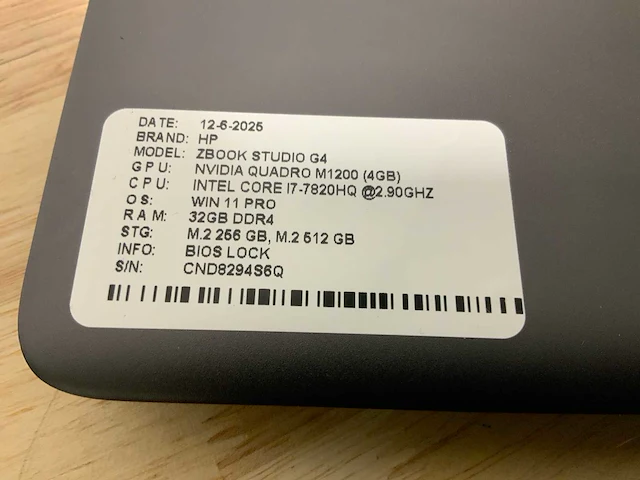 DATE: 12-6-2025
BRAND: HP
MODEL: ZBOOK STUDIO G4
GPU: NVIDIA QUADRO M1200 (4GB)
CPU: INTEL CORE I7-7820HQ @2.90GHZ
OS: WIN 11 PRO
RAM: 32GB DDR4
STG: M.2 256 GB, M.2 512 GB
INFO: BIOS LOCK
S/N: CND8294S6Q